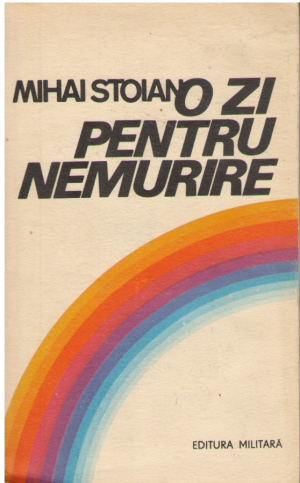 MIHAI STOIAN O ZI
PENTRU
NEMURIRE
EDITURA MILITARĂ